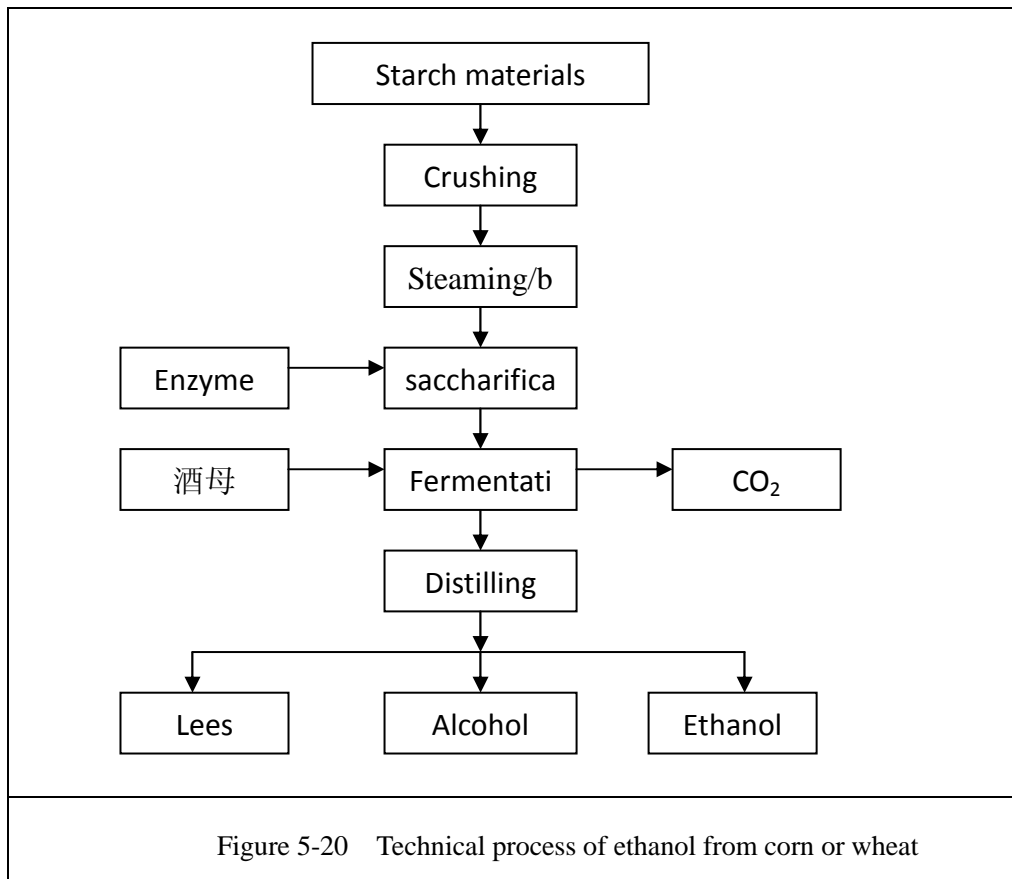 Starch materials
Crushing
Steaming/b
Enzyme
saccharifica
酒母
Fermentati
CO₂
Distilling
Lees
Alcohol
Ethanol
Figure 5-20 Technical process of ethanol from corn or wheat